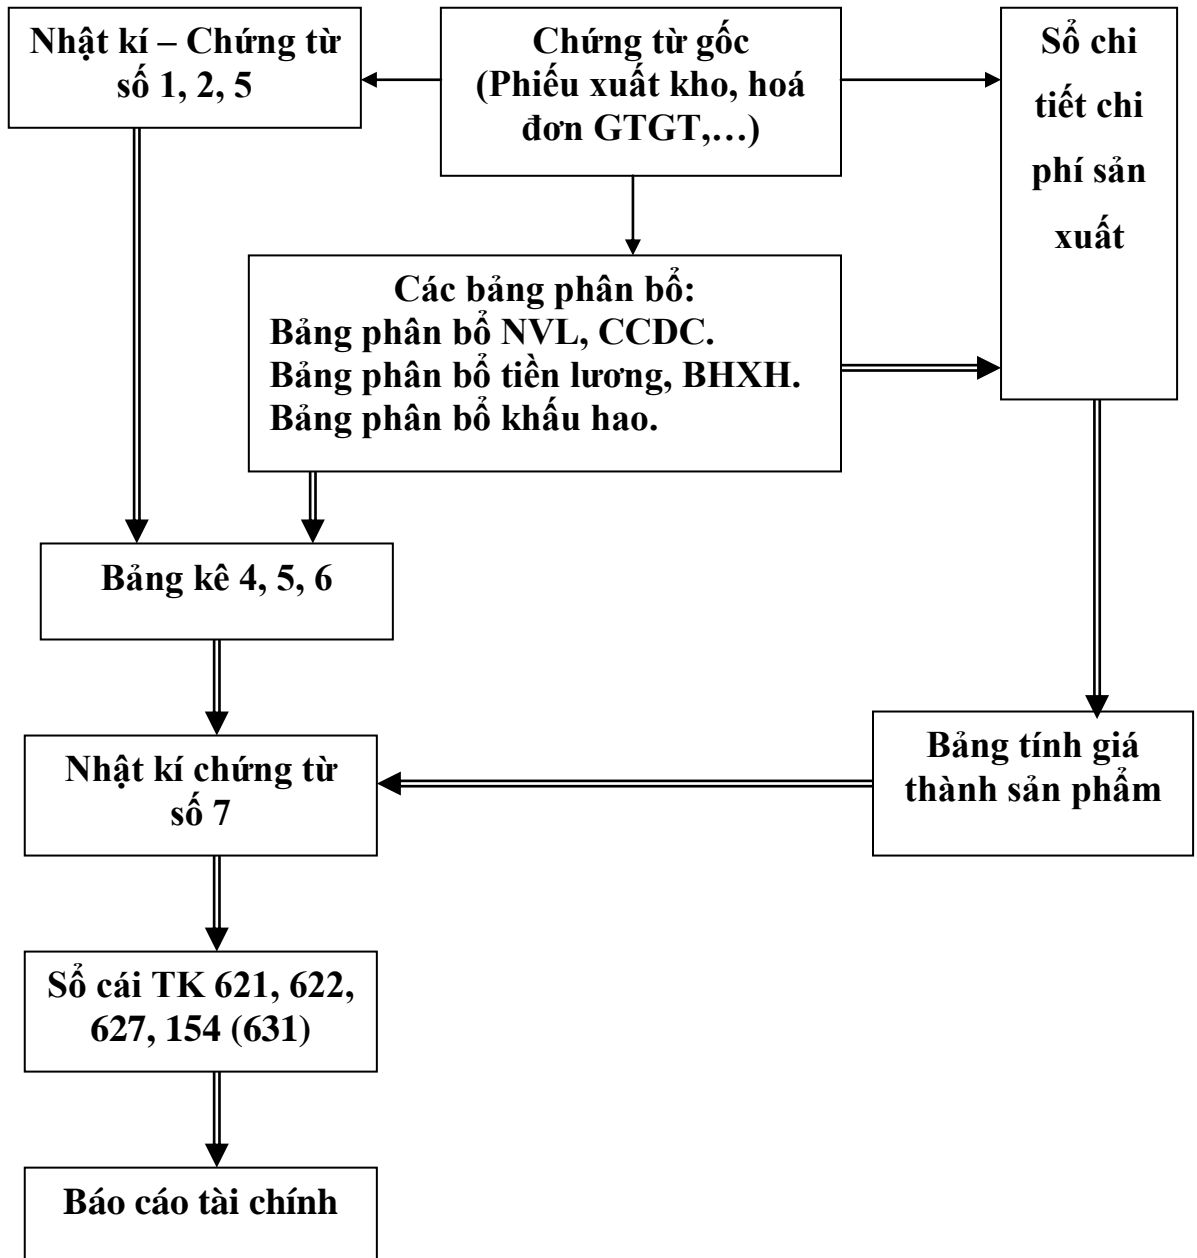 Nhật kí – Chứng từ
số 1, 2, 5
Chứng từ gốc
(Phiếu xuất kho, hoá
đơn GTGT,…)
Sổ chi
tiết chi
phí sản
xuất
Các bảng phân bổ:
Bảng phân bổ NVL, CCDC.
Bảng phân bổ tiền lương, BHXH.
Bảng phân bổ khấu hao.
Bảng kê 4, 5, 6
Nhật kí chứng từ
số 7
Bảng tính giá
thành sản phẩm
Sổ cái TK 621, 622,
627, 154 (631)
Báo cáo tài chính